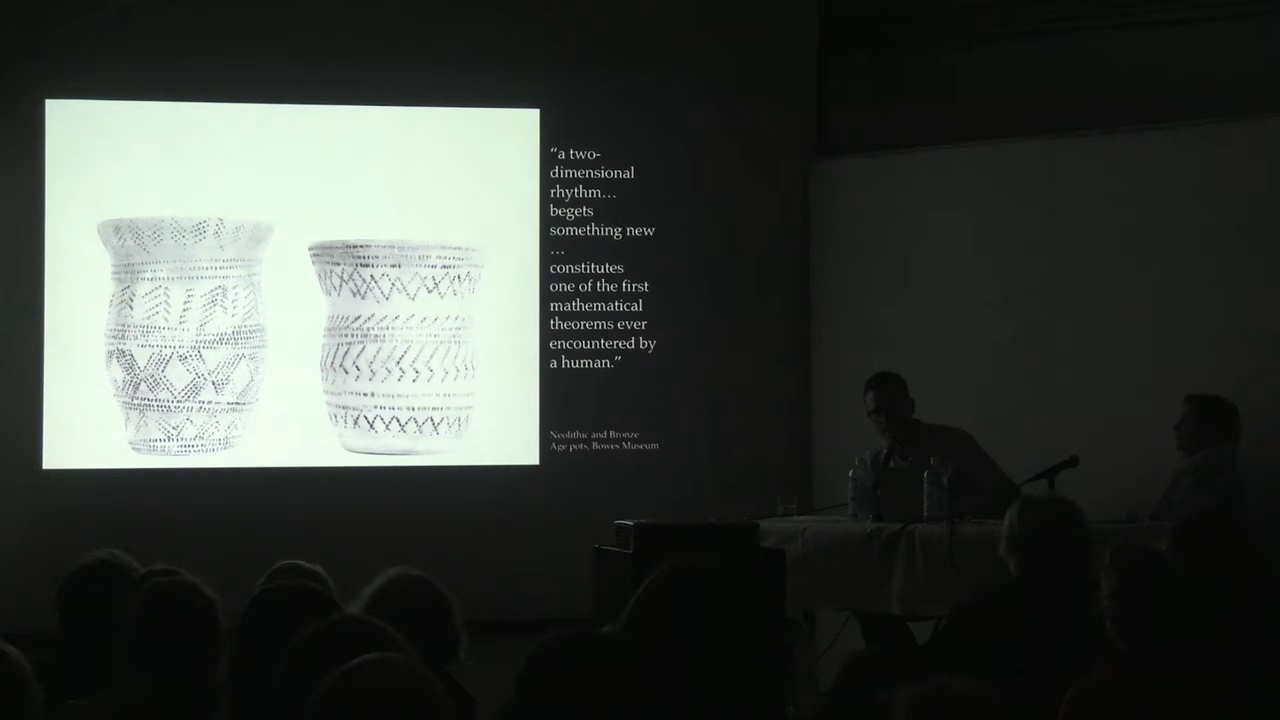 “a two-
dimensional
rhythm…
begets
something new
…
constitutes
one of the first
mathematical
theorems ever
encountered by
a human.”
Neolithic and Bronze
Age pots, Bowes Museum